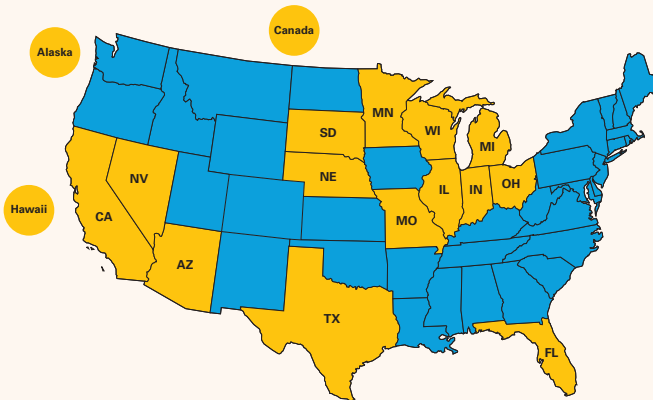 Canada
Alaska
MN
SD
WI
MI
NV
NE
IL
IN
OH
Hawaii
CA
MO
AZ
TX
FL